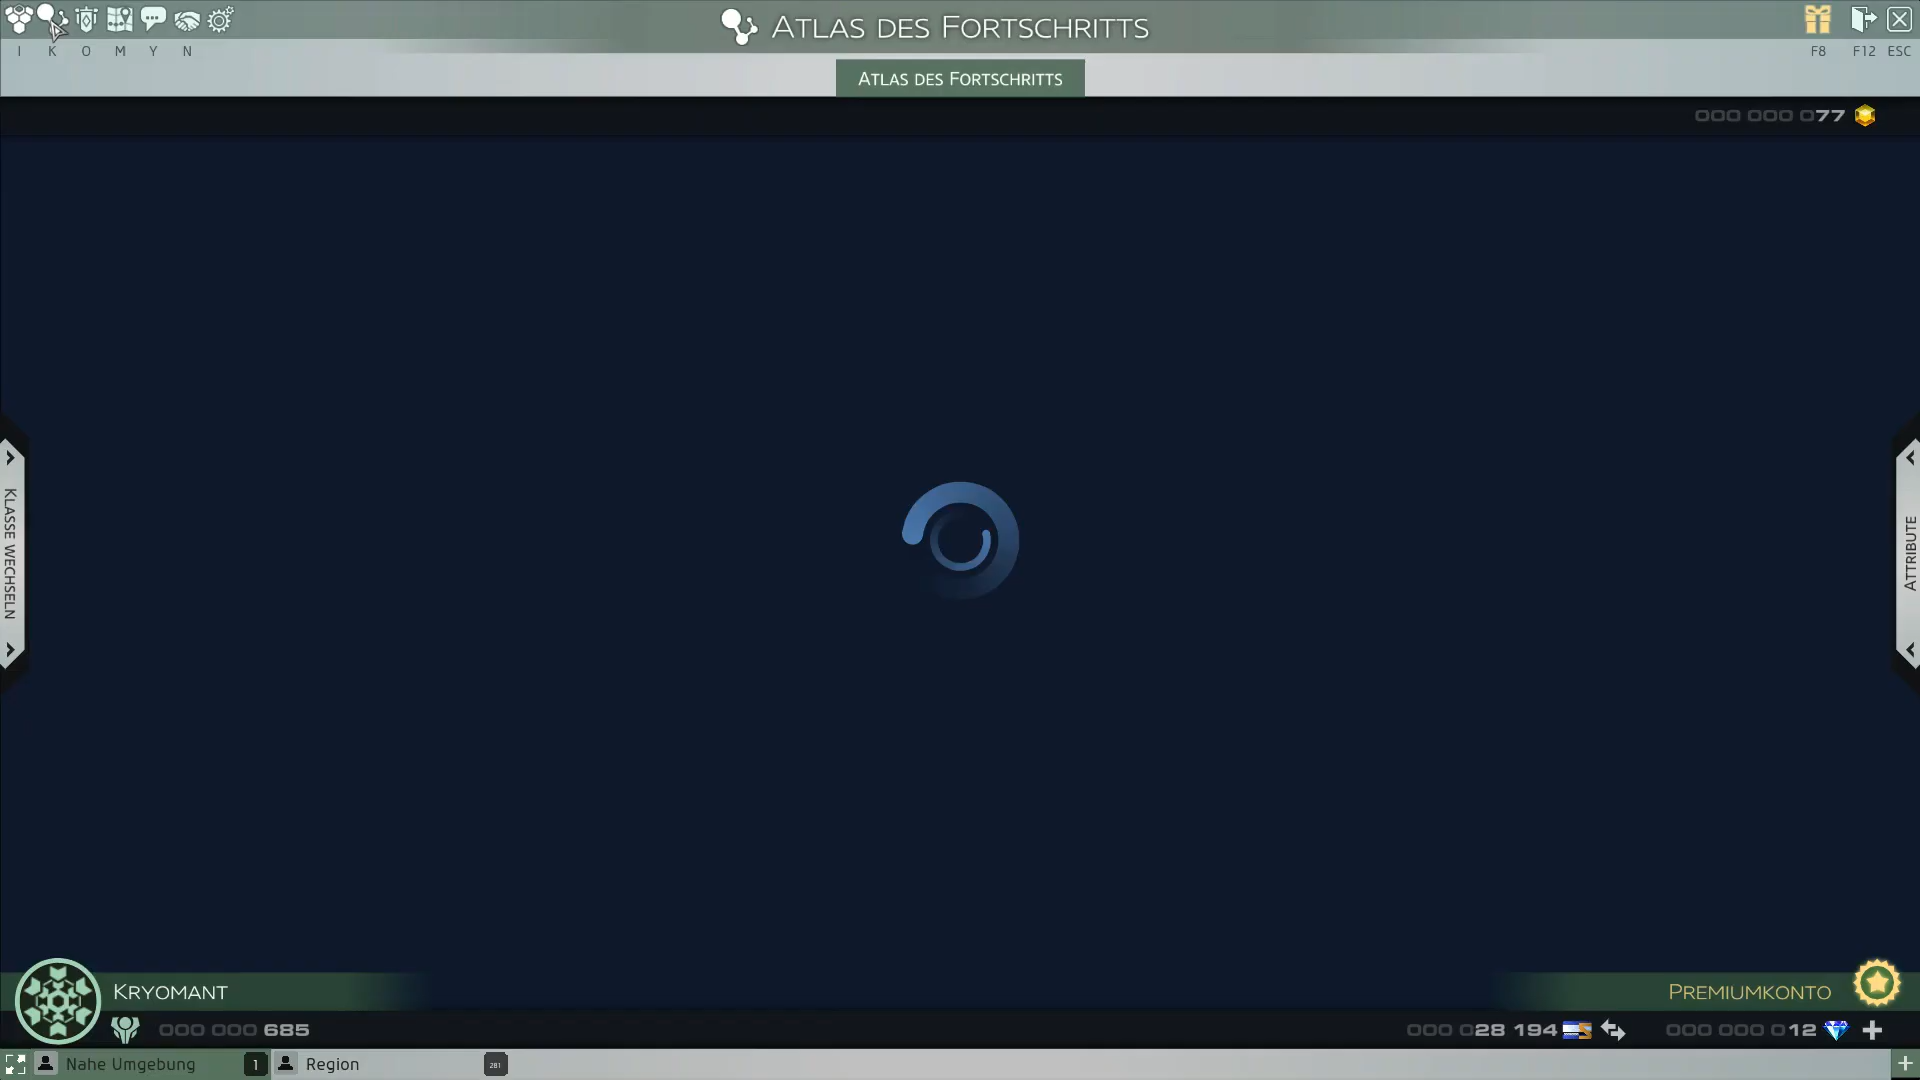 ATLAS DES FORTSCHRITTS
I K O M Y N
F8 F12 ESC
ATLAS DES FORTSCHRITTS
000 000 077
KLASSE WECHSELN
ATTRIBUTE
KRYOMANT
PREMIUMKONTO
000 000 685
000 028 194
000 000 012
Nahe Umgebung 1 Region 281